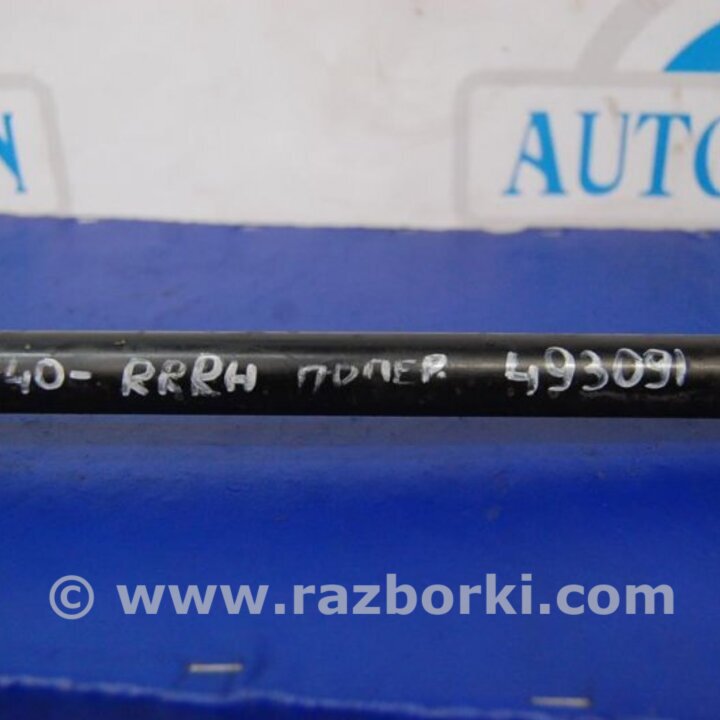 N AUTO
40- RRRH ПОПЕР. 493091
© www.razborki.com